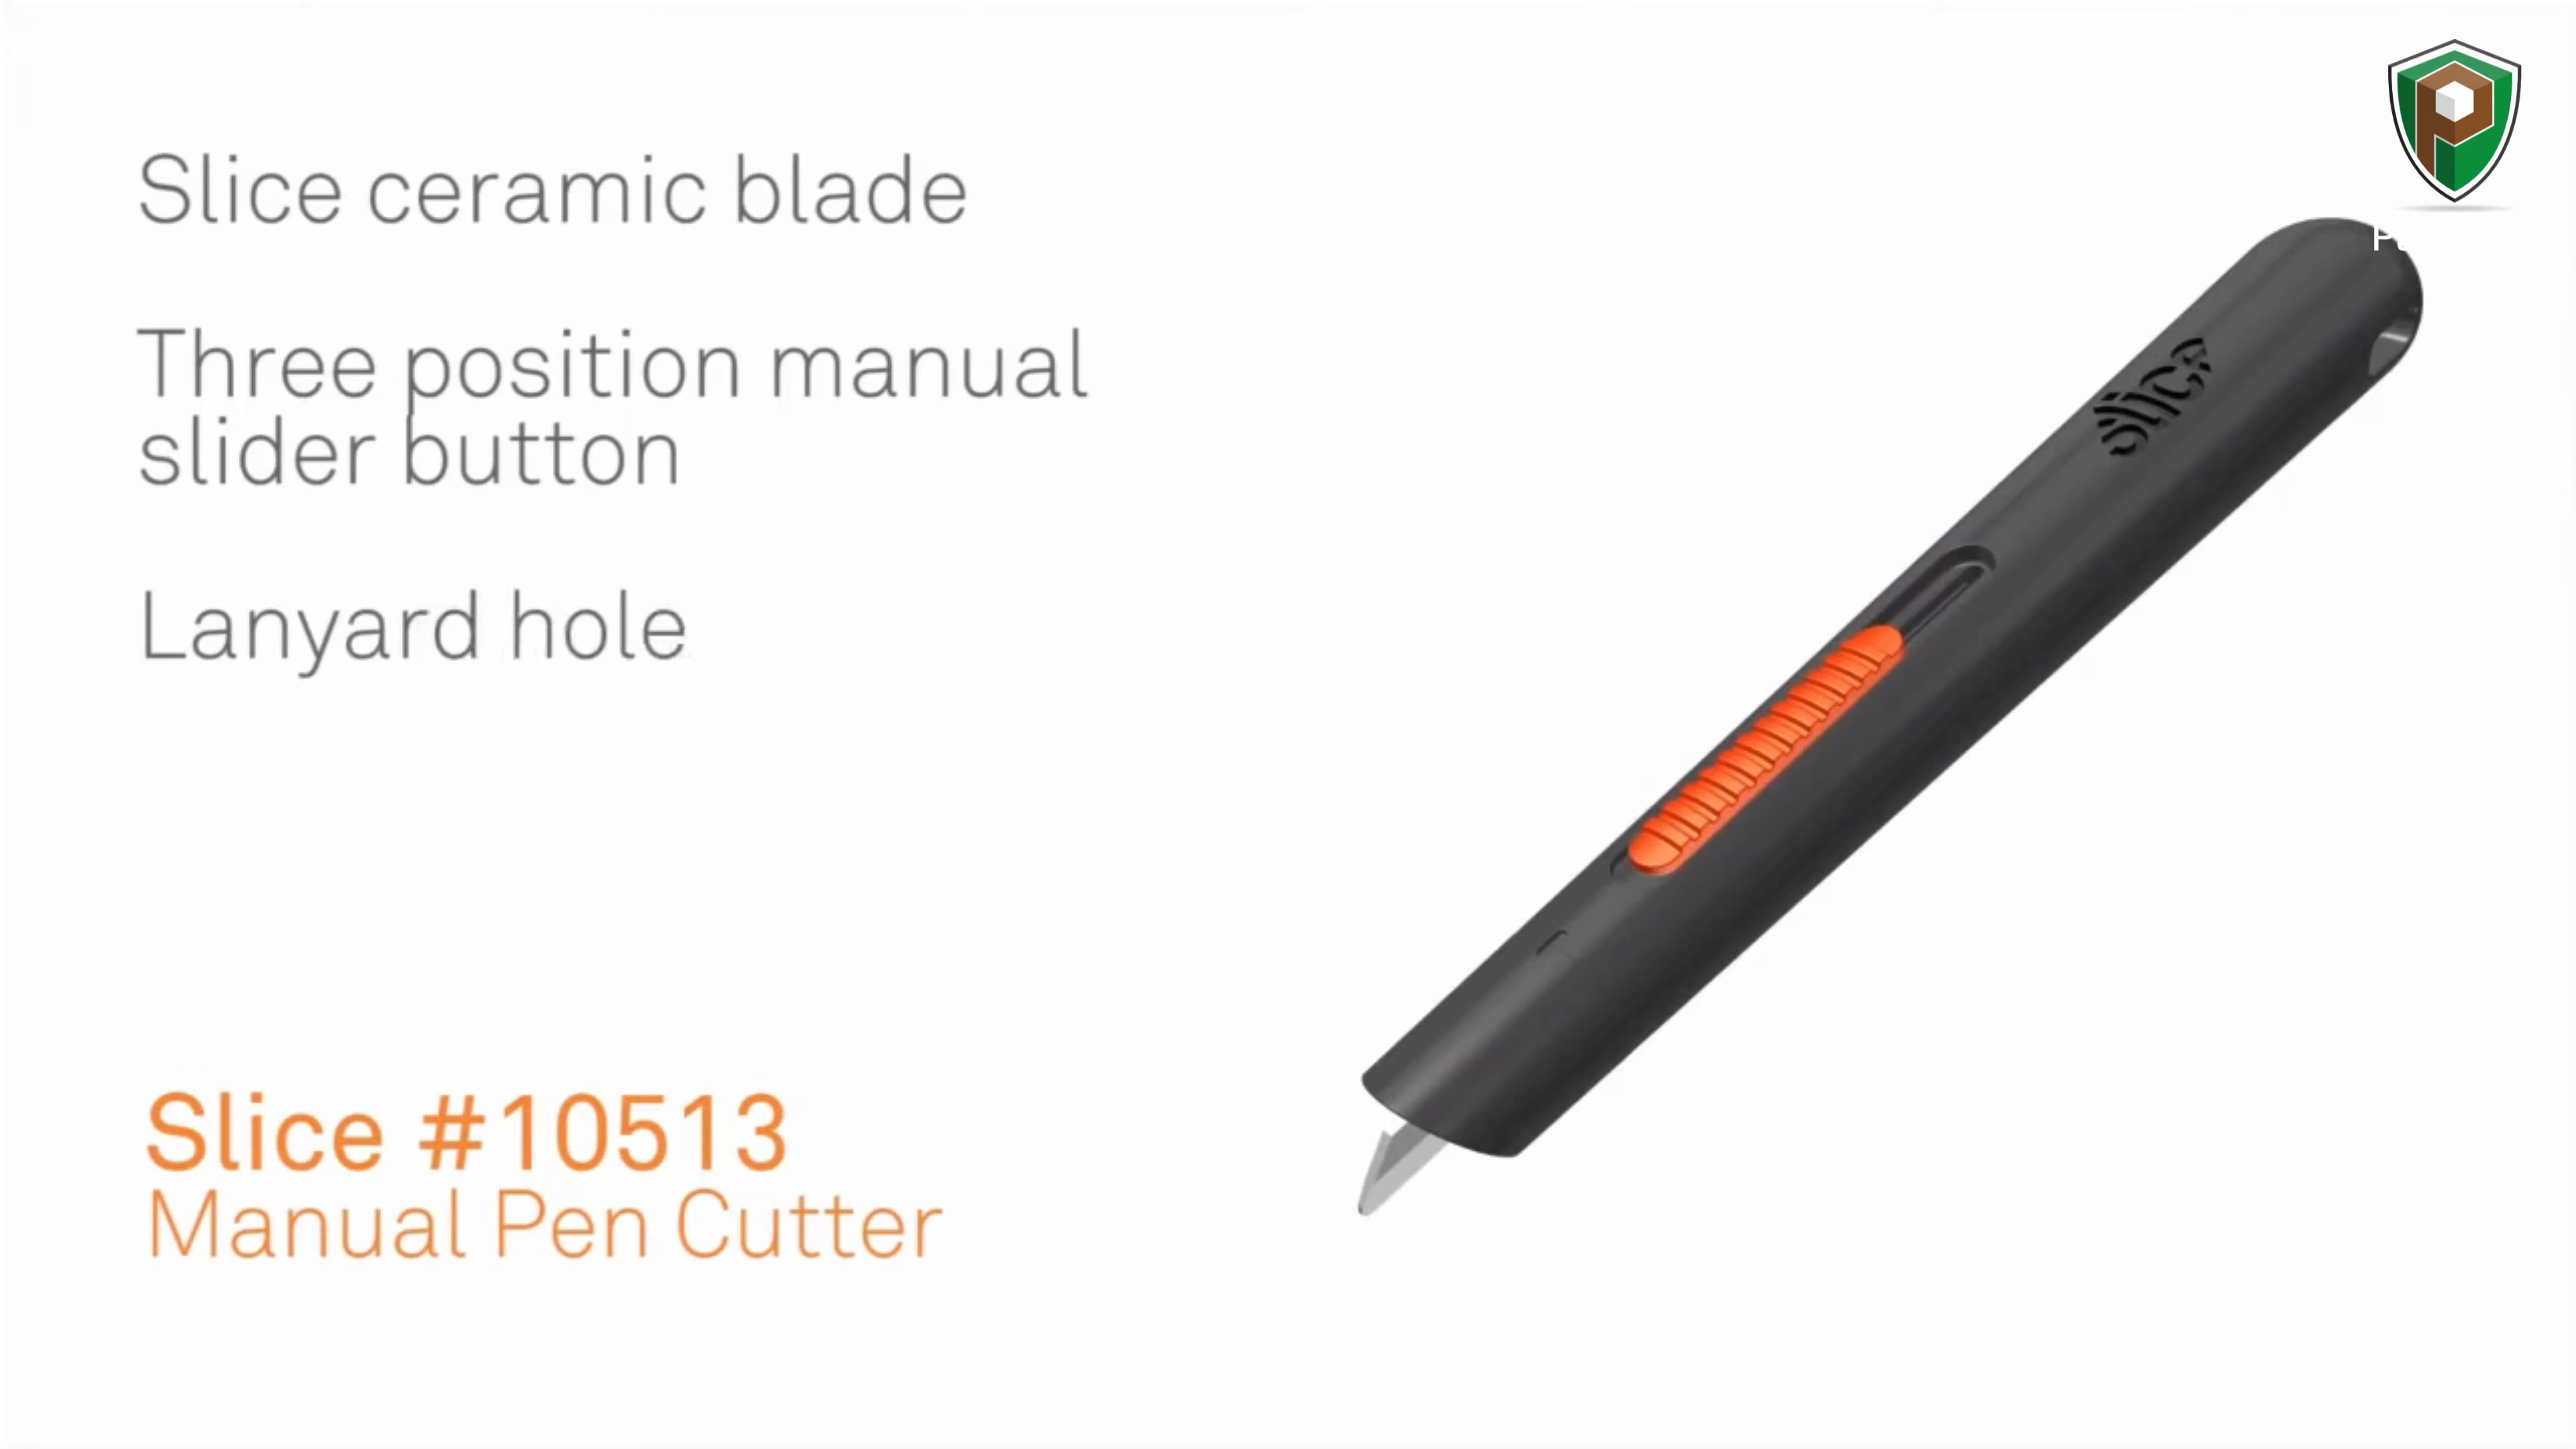 Slice ceramic blade
Three position manual
slider button
Lanyard hole
Slice #10513
Manual Pen Cutter
slice